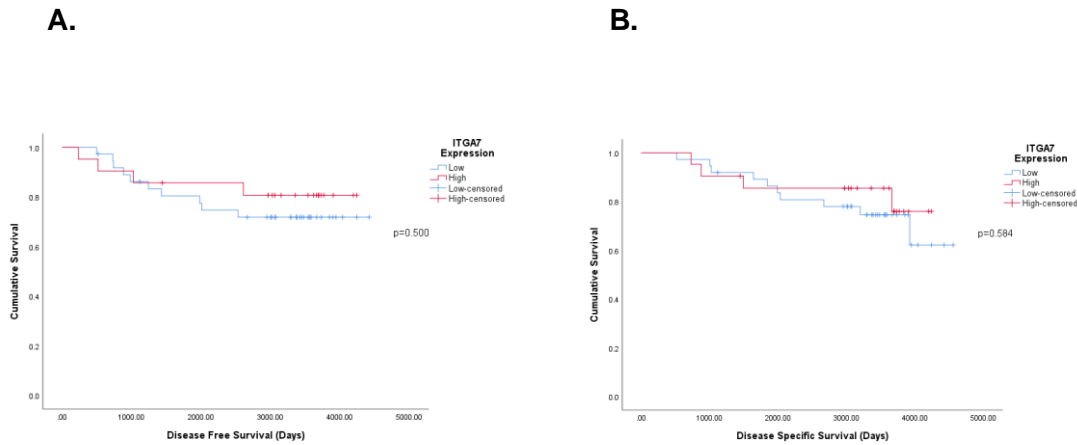 A.
B.
ITGA7
Expression
Low
High
Low-censored
High-censored
p=0.500
Cumulative Survival
1.0
0.8
0.6
0.4
0.2
0.0
.00
1000.00
2000.00
3000.00
4000.00
5000.00
Disease Free Survival (Days)
ITGA7
Expression
Low
High
Low-censored
High-censored
p=0.584
Cumulative Survival
1.0
0.8
0.6
0.4
0.2
0.0
.00
1000.00
2000.00
3000.00
4000.00
5000.00
Disease Specific Survival (Days)